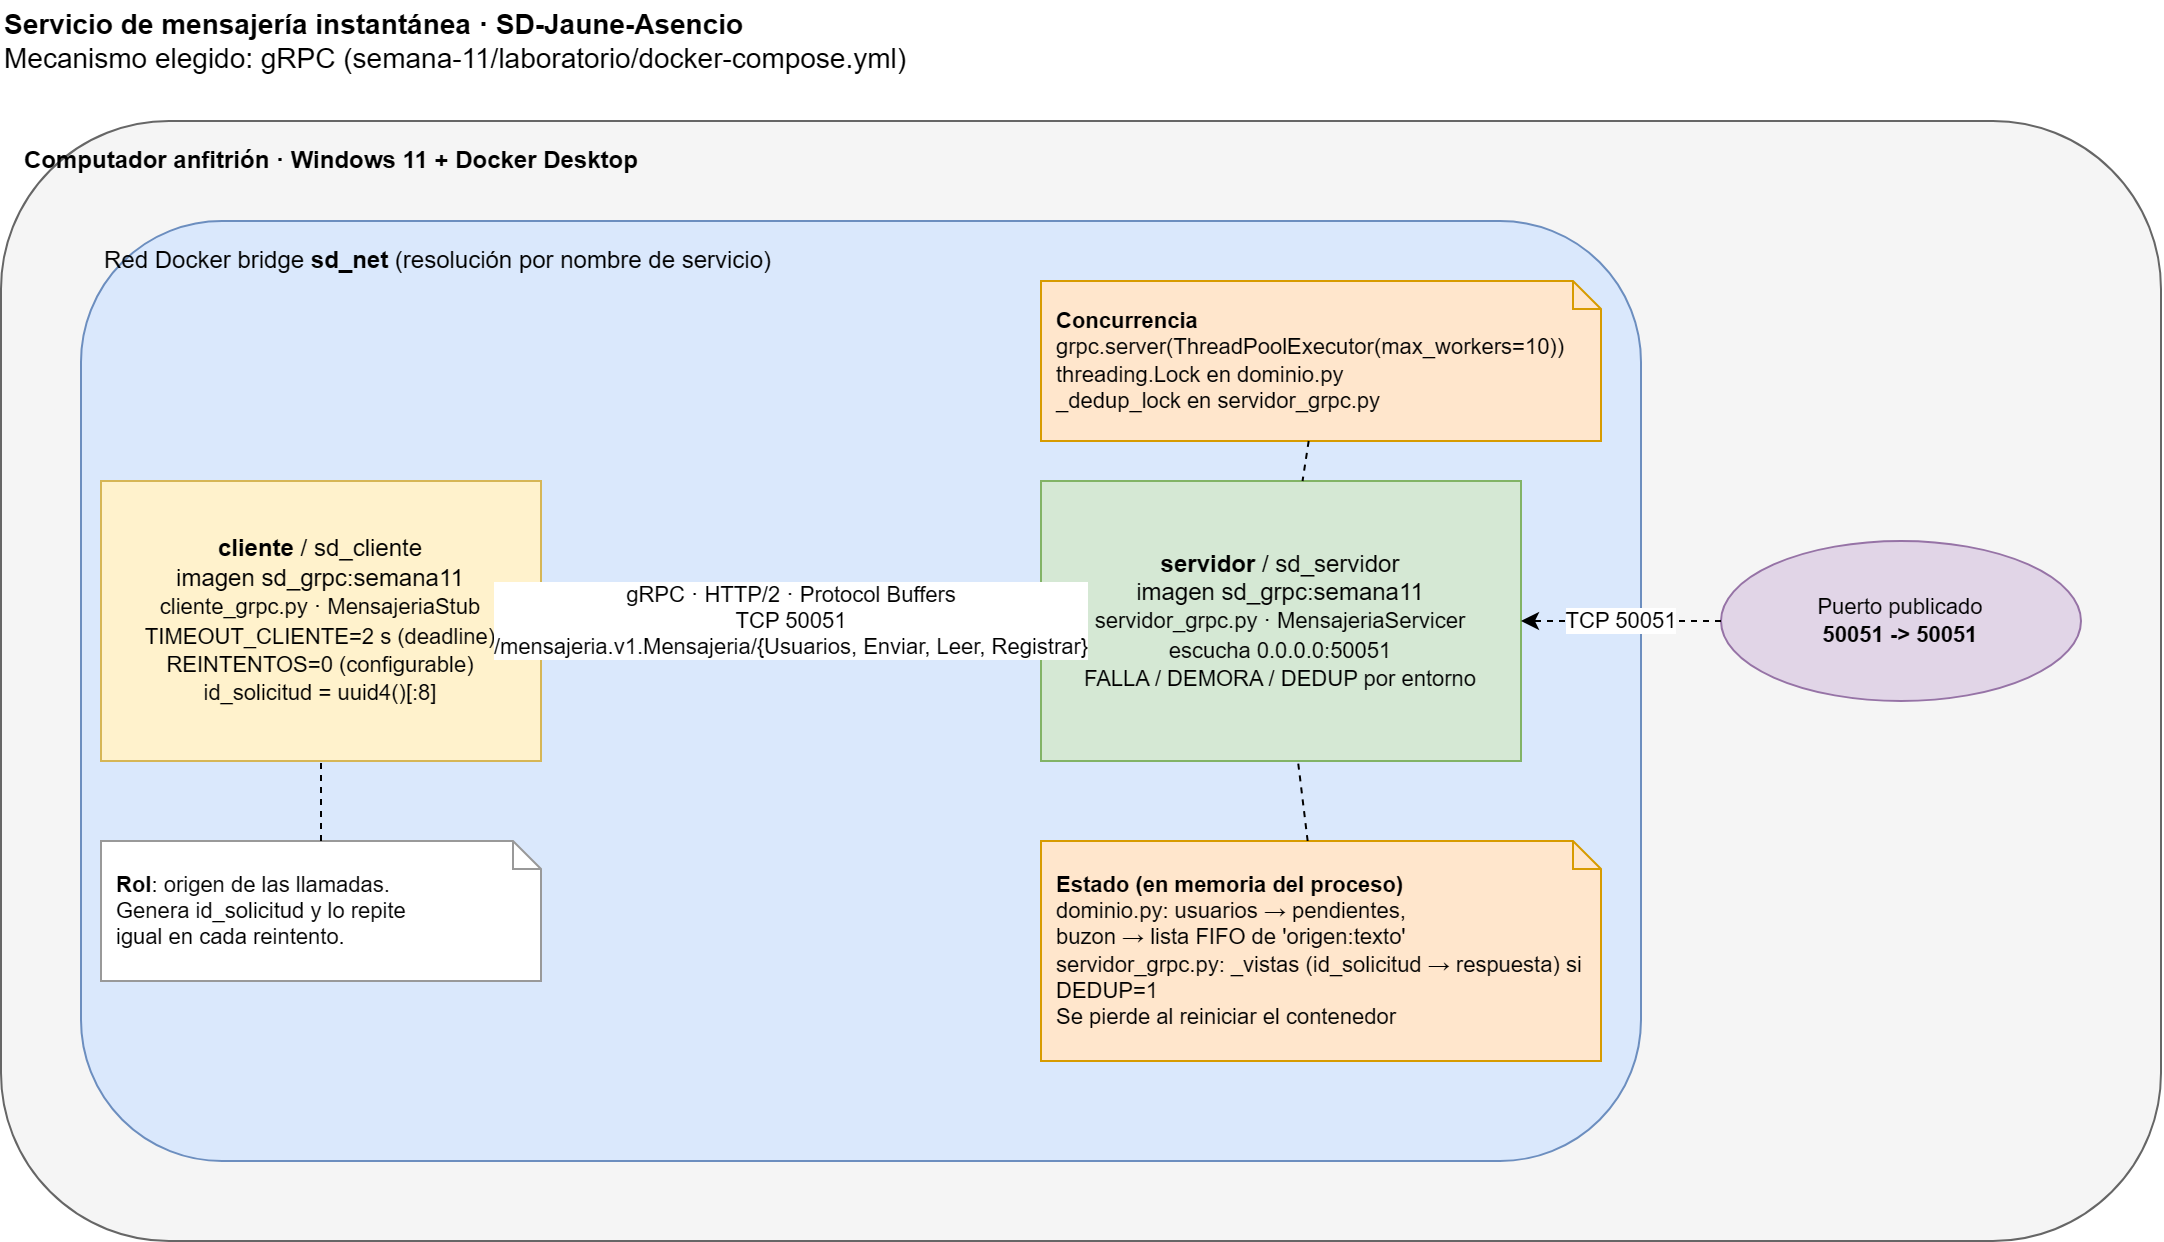 Servicio de mensajería instantánea · SD-Jaune-Asencio
Mecanismo elegido: gRPC (semana-11/laboratorio/docker-compose.yml)
Computador anfitrión · Windows 11 + Docker Desktop
Red Docker bridge sd_net (resolución por nombre de servicio)
Concurrencia
grpc.server(ThreadPoolExecutor(max_workers=10))
threading.Lock en dominio.py
_dedup_lock en servidor_grpc.py
cliente / sd_cliente
imagen sd_grpc:semana11
cliente_grpc.py · MensajeriaStub
TIMEOUT_CLIENTE=2 s (deadline)
REINTENTOS=0 (configurable)
id_solicitud = uuid4()[:8]
gRPC · HTTP/2 · Protocol Buffers
TCP 50051
/mensajeria.v1.Mensajeria/{Usuarios, Enviar, Leer, Registrar}
servidor / sd_servidor
imagen sd_grpc:semana11
servidor_grpc.py · MensajeriaServicer
escucha 0.0.0.0:50051
FALLA / DEMORA / DEDUP por entorno
TCP 50051
Puerto publicado
50051 -> 50051
Rol: origen de las llamadas.
Genera id_solicitud y lo repite
igual en cada reintento.
Estado (en memoria del proceso)
dominio.py: usuarios → pendientes,
buzon → lista FIFO de 'origen:texto'
servidor_grpc.py: _vistas (id_solicitud → respuesta) si
DEDUP=1
Se pierde al reiniciar el contenedor